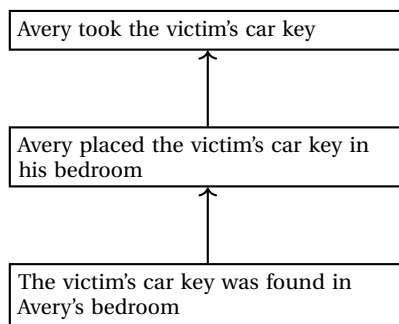 Avery took the victim’s car key
Avery placed the victim’s car key in
his bedroom
The victim’s car key was found in
Avery’s bedroom